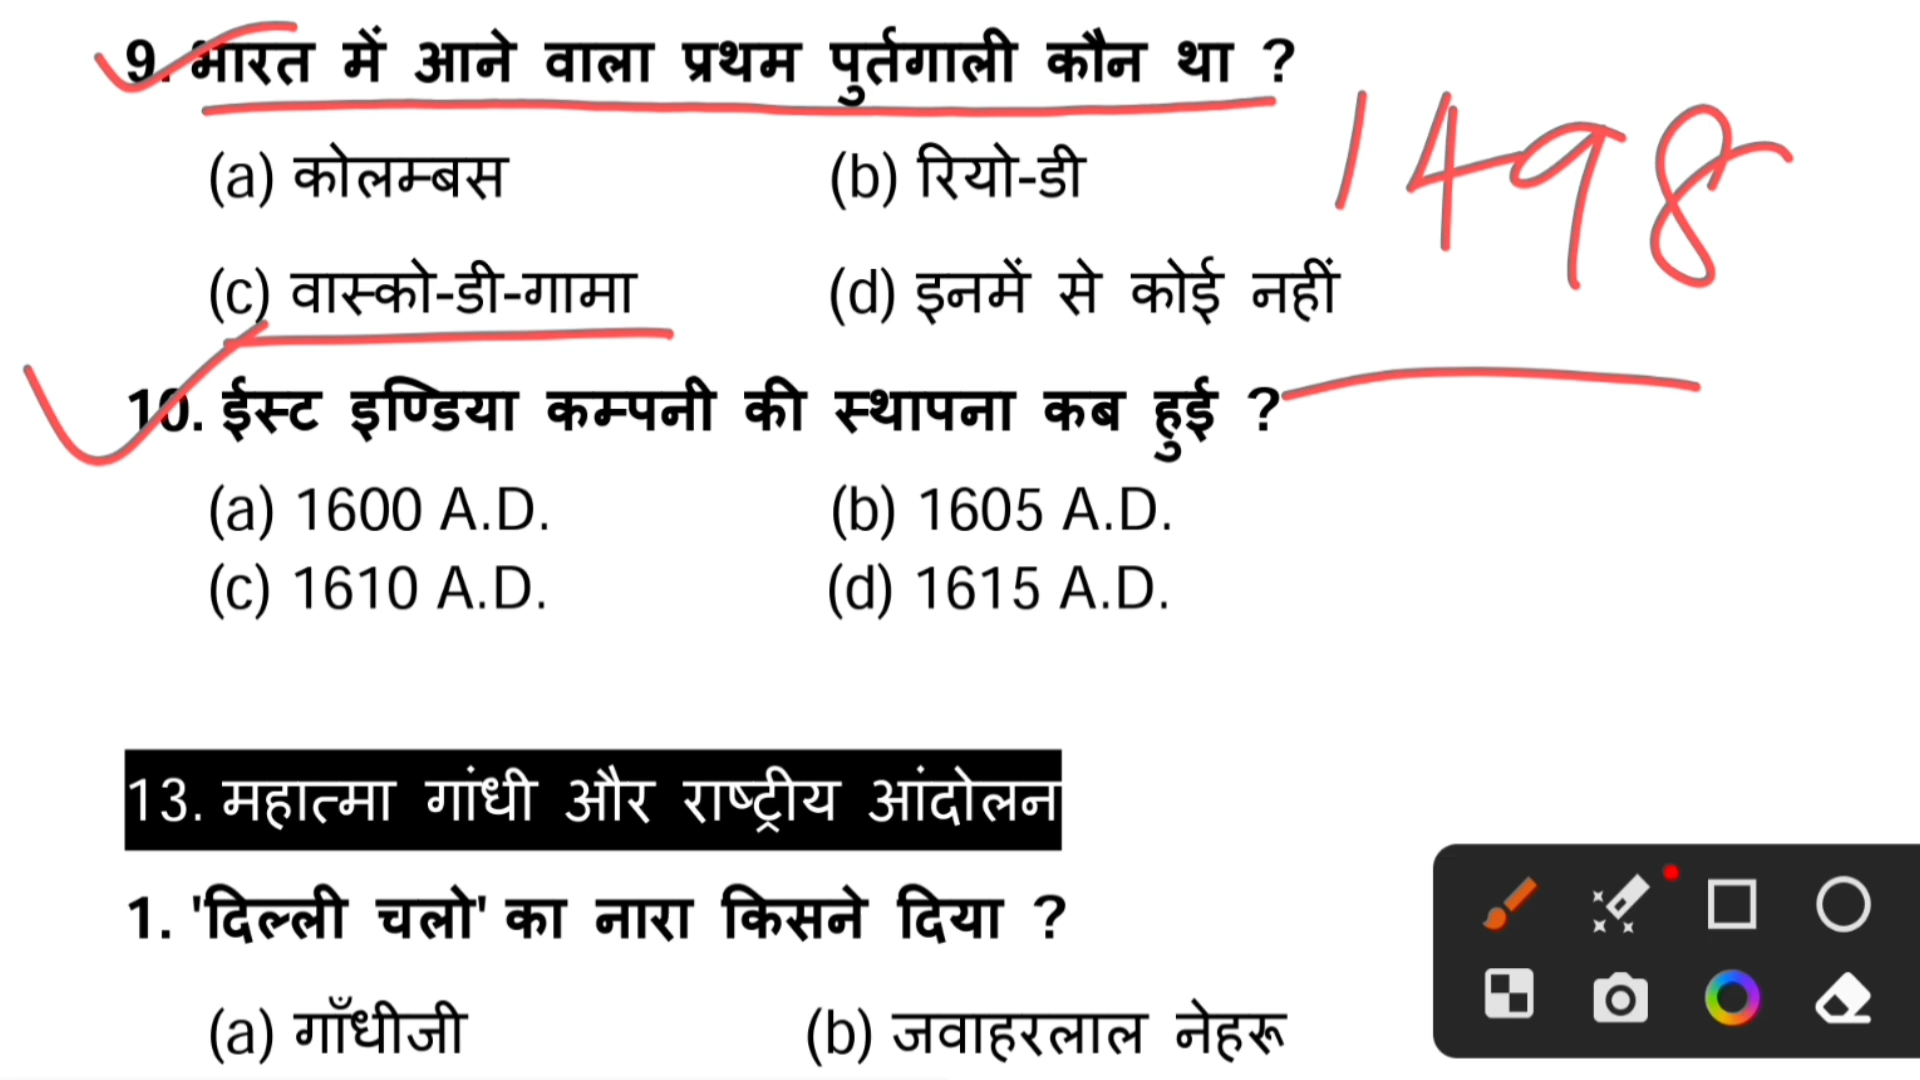 9. भारत में आने वाला प्रथम पुर्तगाली कौन था ?
1498
(a) कोलम्बस (b) रियो-डी
(c) वास्को-डी-गामा (d) इनमें से कोई नहीं
10. ईस्ट इण्डिया कम्पनी की स्थापना कब हुई ?
(a) 1600 A.D. (b) 1605 A.D.
(c) 1610 A.D. (d) 1615 A.D.
13. महात्मा गांधी और राष्ट्रीय आंदोलन
1. 'दिल्ली चलो' का नारा किसने दिया ?
(a) गाँधीजी (b) जवाहरलाल नेहरू